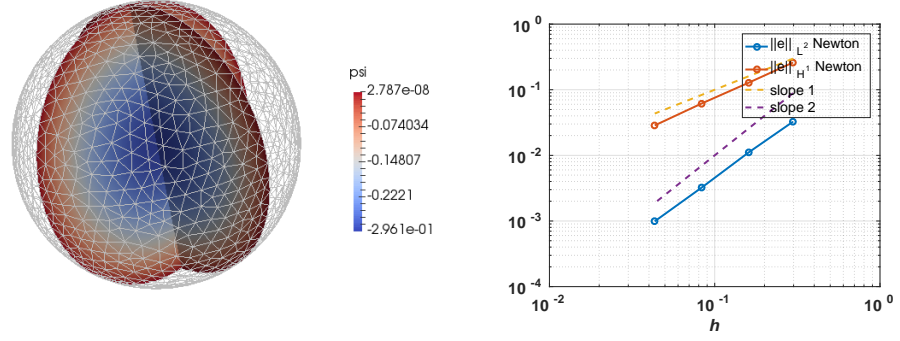 psi
2.787e-08
-0.074034
-0.14807
-0.2221
-2.961e-01
10^0
10^-1
10^-2
10^-3
10^-4
10^-2
10^-1
10^0
h
||e||_L^2 Newton
||e||_H^1 Newton
slope 1
slope 2